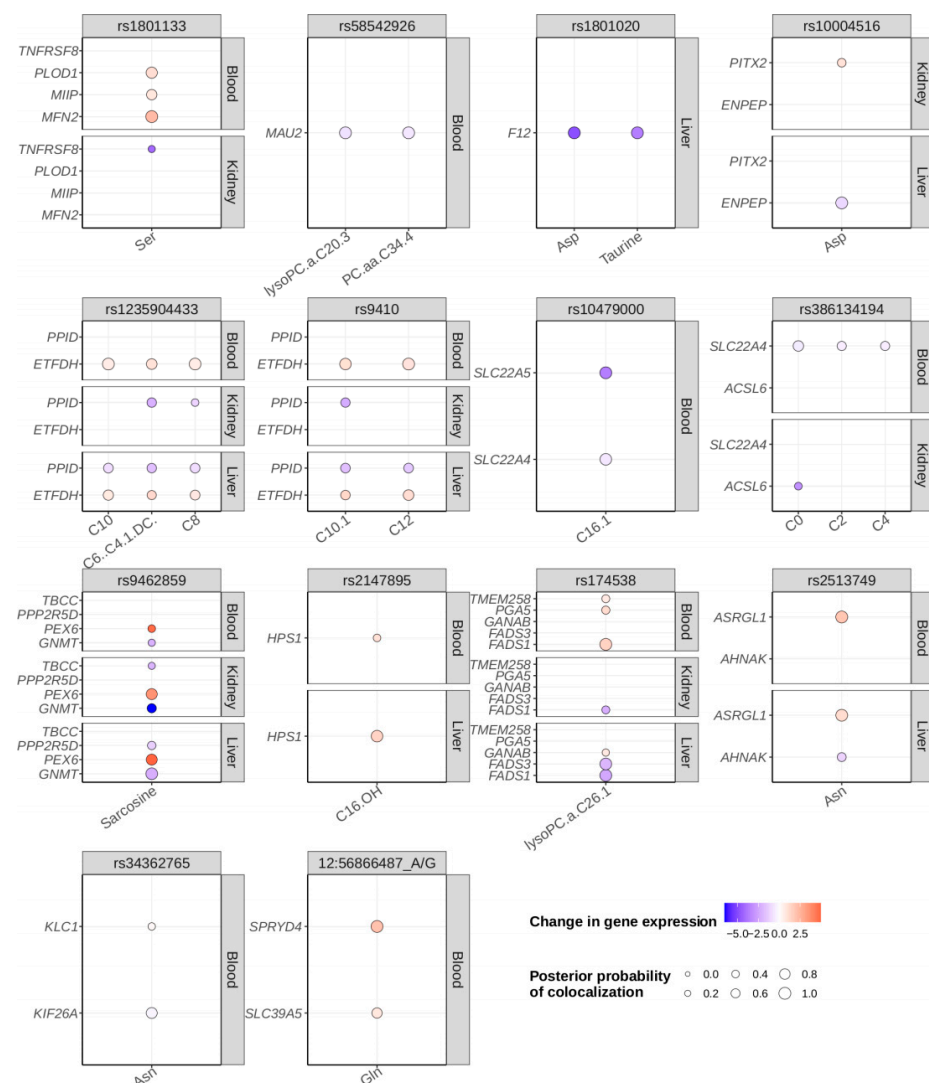 rs1801133
TNFRSF8
PLOD1
MIIP
MFN2
Blood
TNFRSF8
PLOD1
MIIP
MFN2
Kidney
Ser
rs58542926
MAU2
Blood
lysoPC.a.C20.3
PC.aa.C34.4
rs1801020
F12
Liver
Asp
Taurine
rs10004516
PITX2
ENPEP
Kidney
PITX2
ENPEP
Liver
Asp
rs1235904433
PPID
ETFDH
Blood
PPID
ETFDH
Kidney
PPID
ETFDH
Liver
C10
C6..C4.1.DC.
C8
rs9410
PPID
ETFDH
Blood
PPID
ETFDH
Kidney
PPID
ETFDH
Liver
C10.1
C12
rs10479000
SLC22A5
SLC22A4
Blood
C16.1
rs386134194
SLC22A4
ACSL6
Blood
SLC22A4
ACSL6
Kidney
C0
C2
C4
rs9462859
TBCC
PPP2R5D
PEX6
GNMT
Blood
TBCC
PPP2R5D
PEX6
GNMT
Kidney
TBCC
PPP2R5D
PEX6
GNMT
Liver
Sarcosine
rs2147895
HPS1
Blood
HPS1
Liver
C16.OH
rs174538
TMEM258
PGA5
GANAB
FADS3
FADS1
Blood
TMEM258
PGA5
GANAB
FADS3
FADS1
Kidney
TMEM258
PGA5
GANAB
FADS3
FADS1
Liver
lysoPC.a.C26.1
rs2513749
ASRGL1
AHNAK
Blood
ASRGL1
AHNAK
Liver
Asn
rs34362765
KLC1
KIF26A
Blood
Asn
12:56866487_A/G
SPRYD4
SLC39A5
Blood
Gln
Change in gene expression
−5.0 −2.5 0.0 2.5
Posterior probability
of colocalization
0.0 0.4 0.8
0.2 0.6 1.0